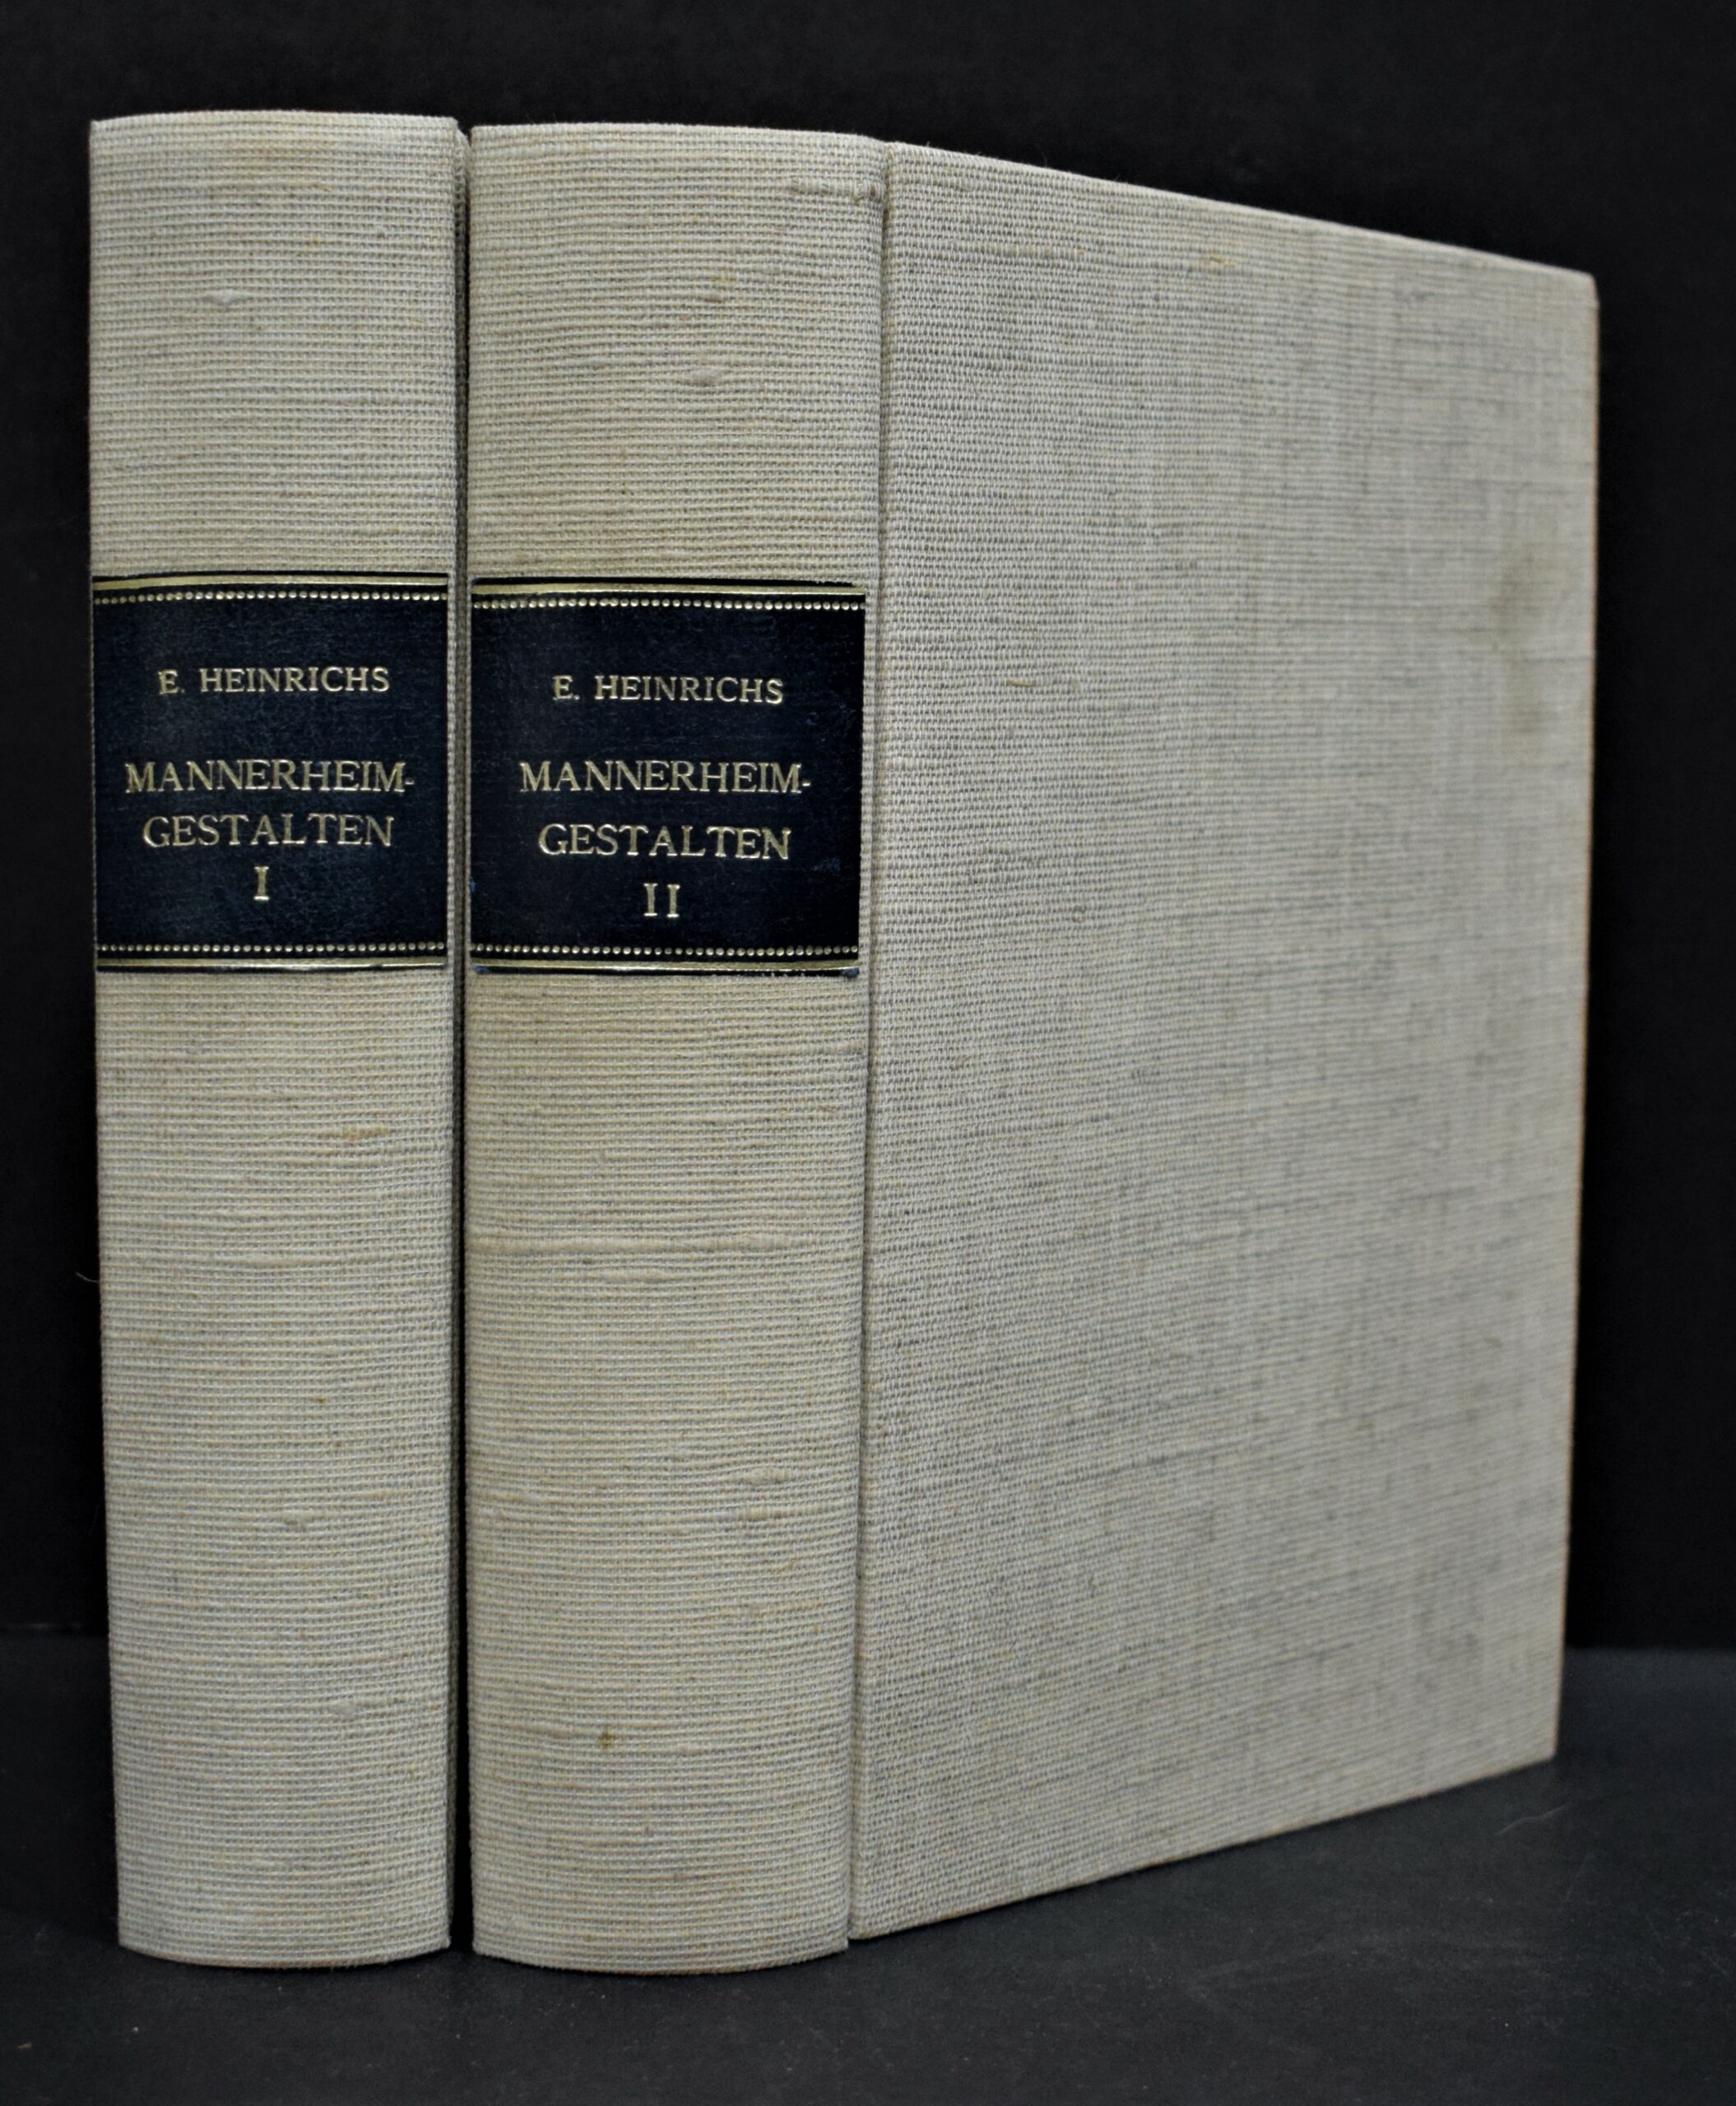 E. HEINRICHS
MANNERHEIM-
GESTALTEN
I
E. HEINRICHS
MANNERHEIM-
GESTALTEN
II